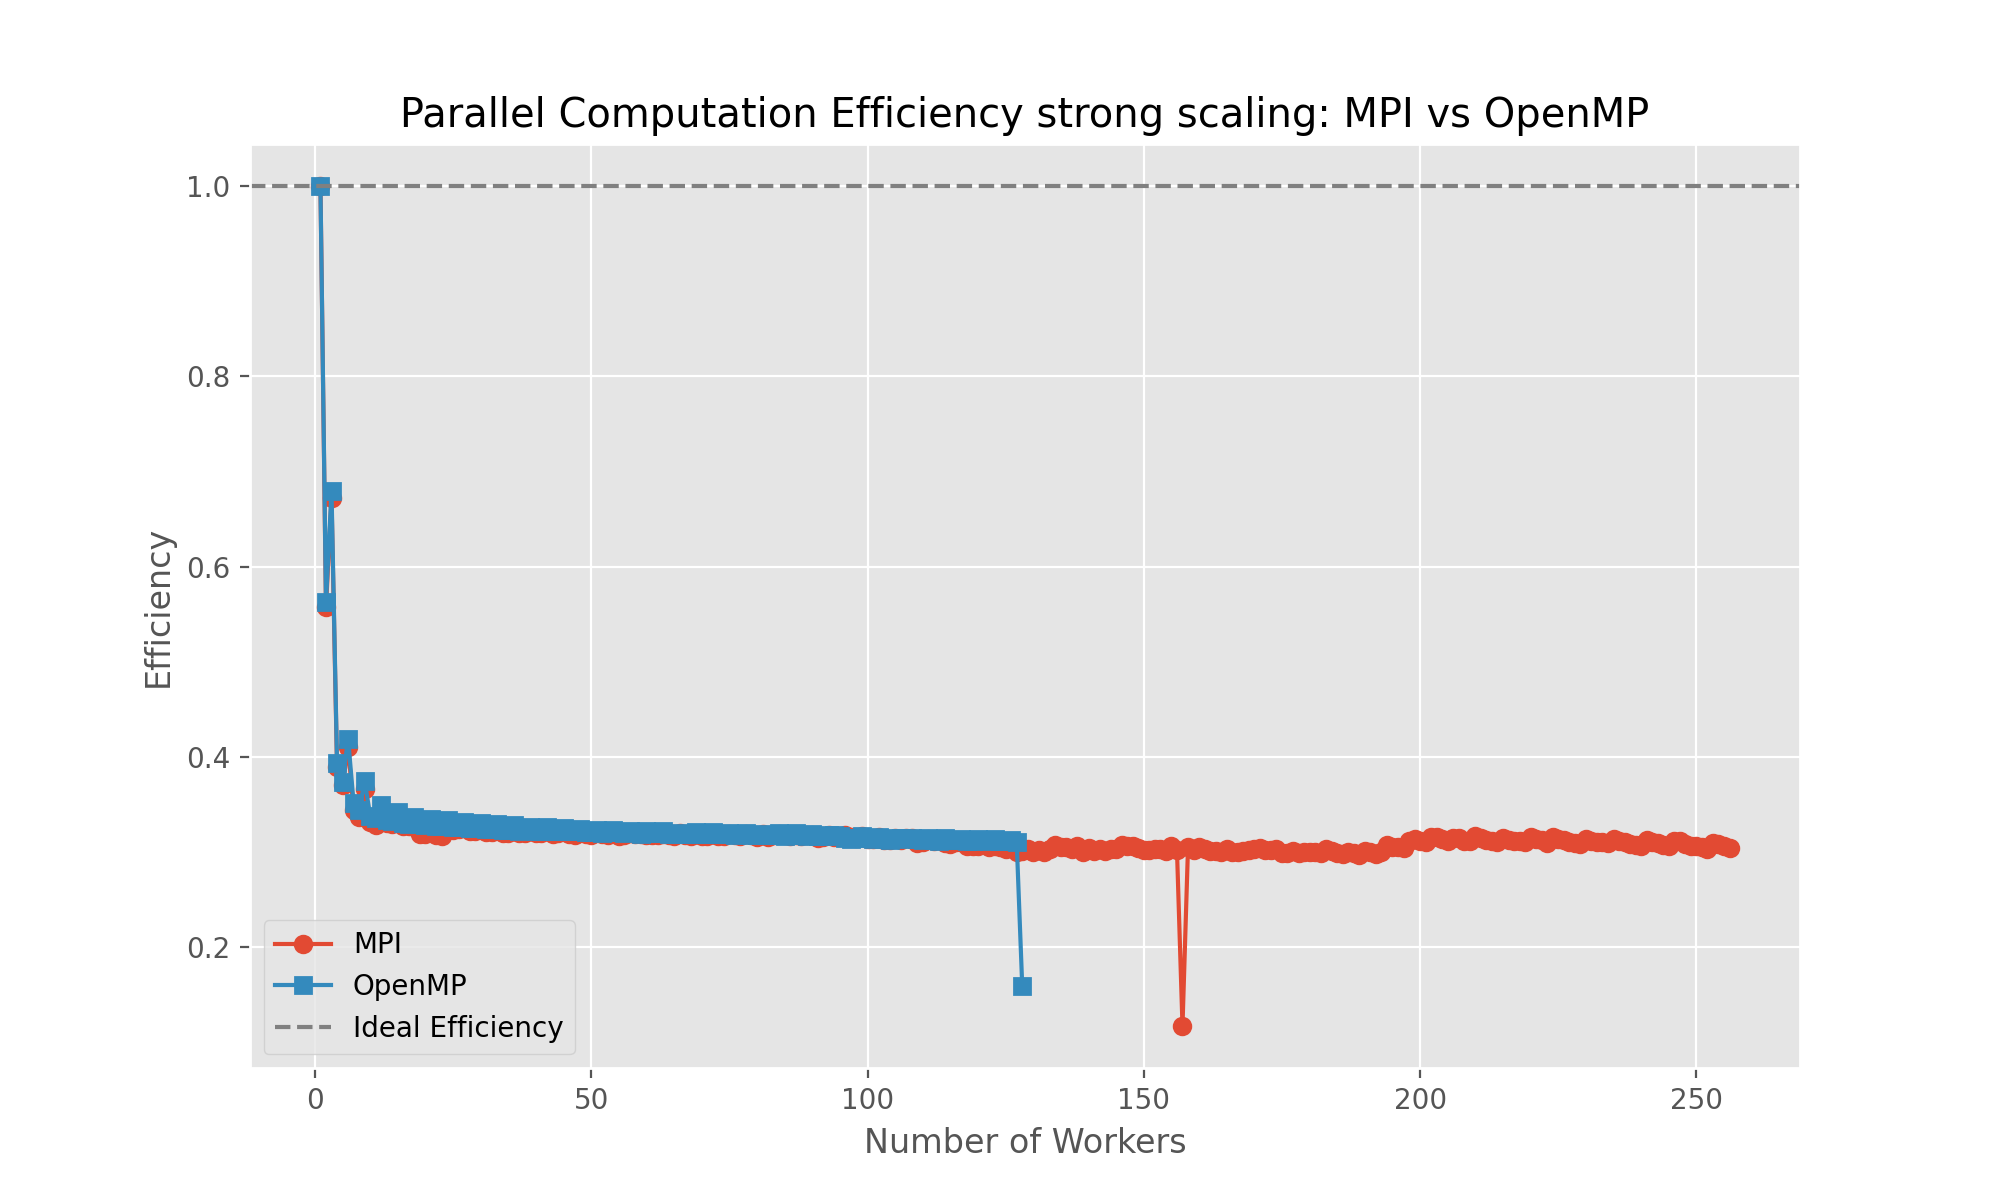 Parallel Computation Efficiency strong scaling: MPI vs OpenMP
1.0
0.8
0.6
0.4
0.2
Efficiency
MPI
OpenMP
Ideal Efficiency
0 50 100 150 200 250
Number of Workers